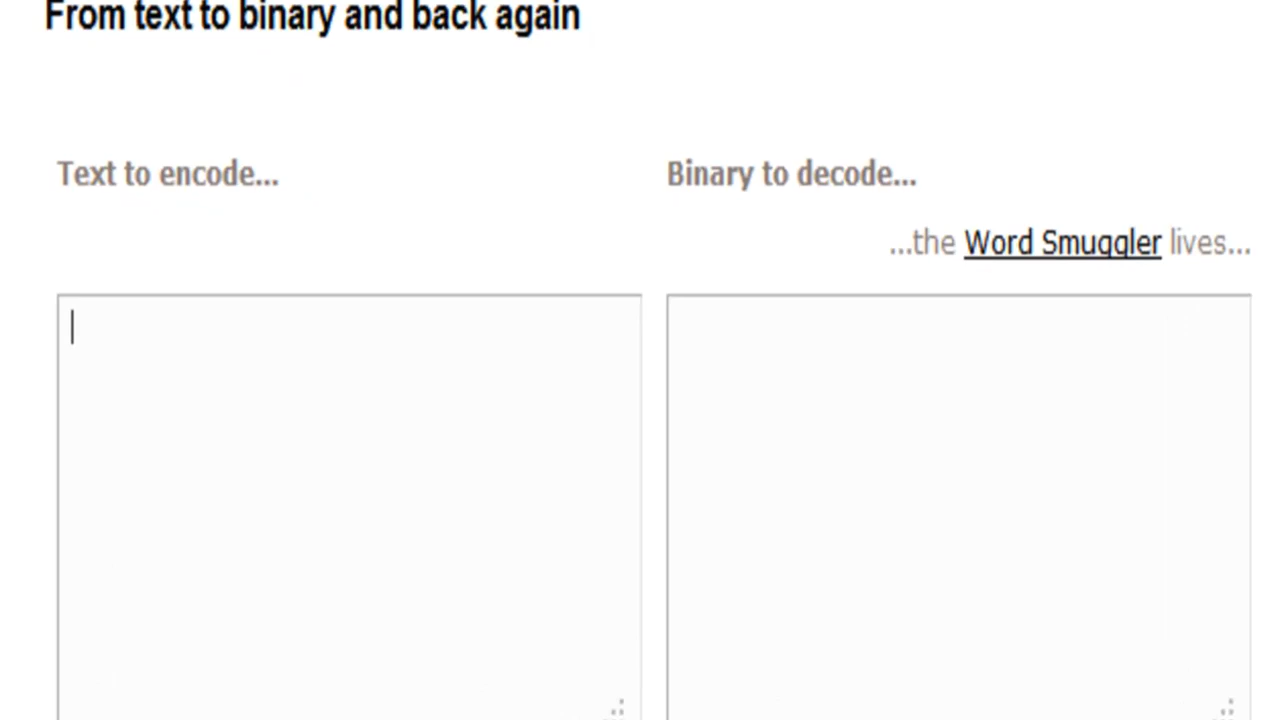 From text to binary and back again
Text to encode...
Binary to decode...
...the Word Smuggler lives...